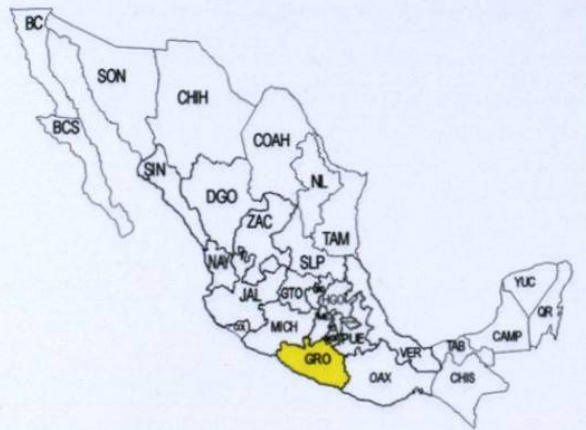 BC
SON
CHIH
BCS
COAH
SIN
NL
DGO
ZAC
TAM
NAY
SLP
JAL
GTO
HGO
MICH
PUE
VER
TAB
CAMP
YUC
QR
GRO
OAX
CHIS